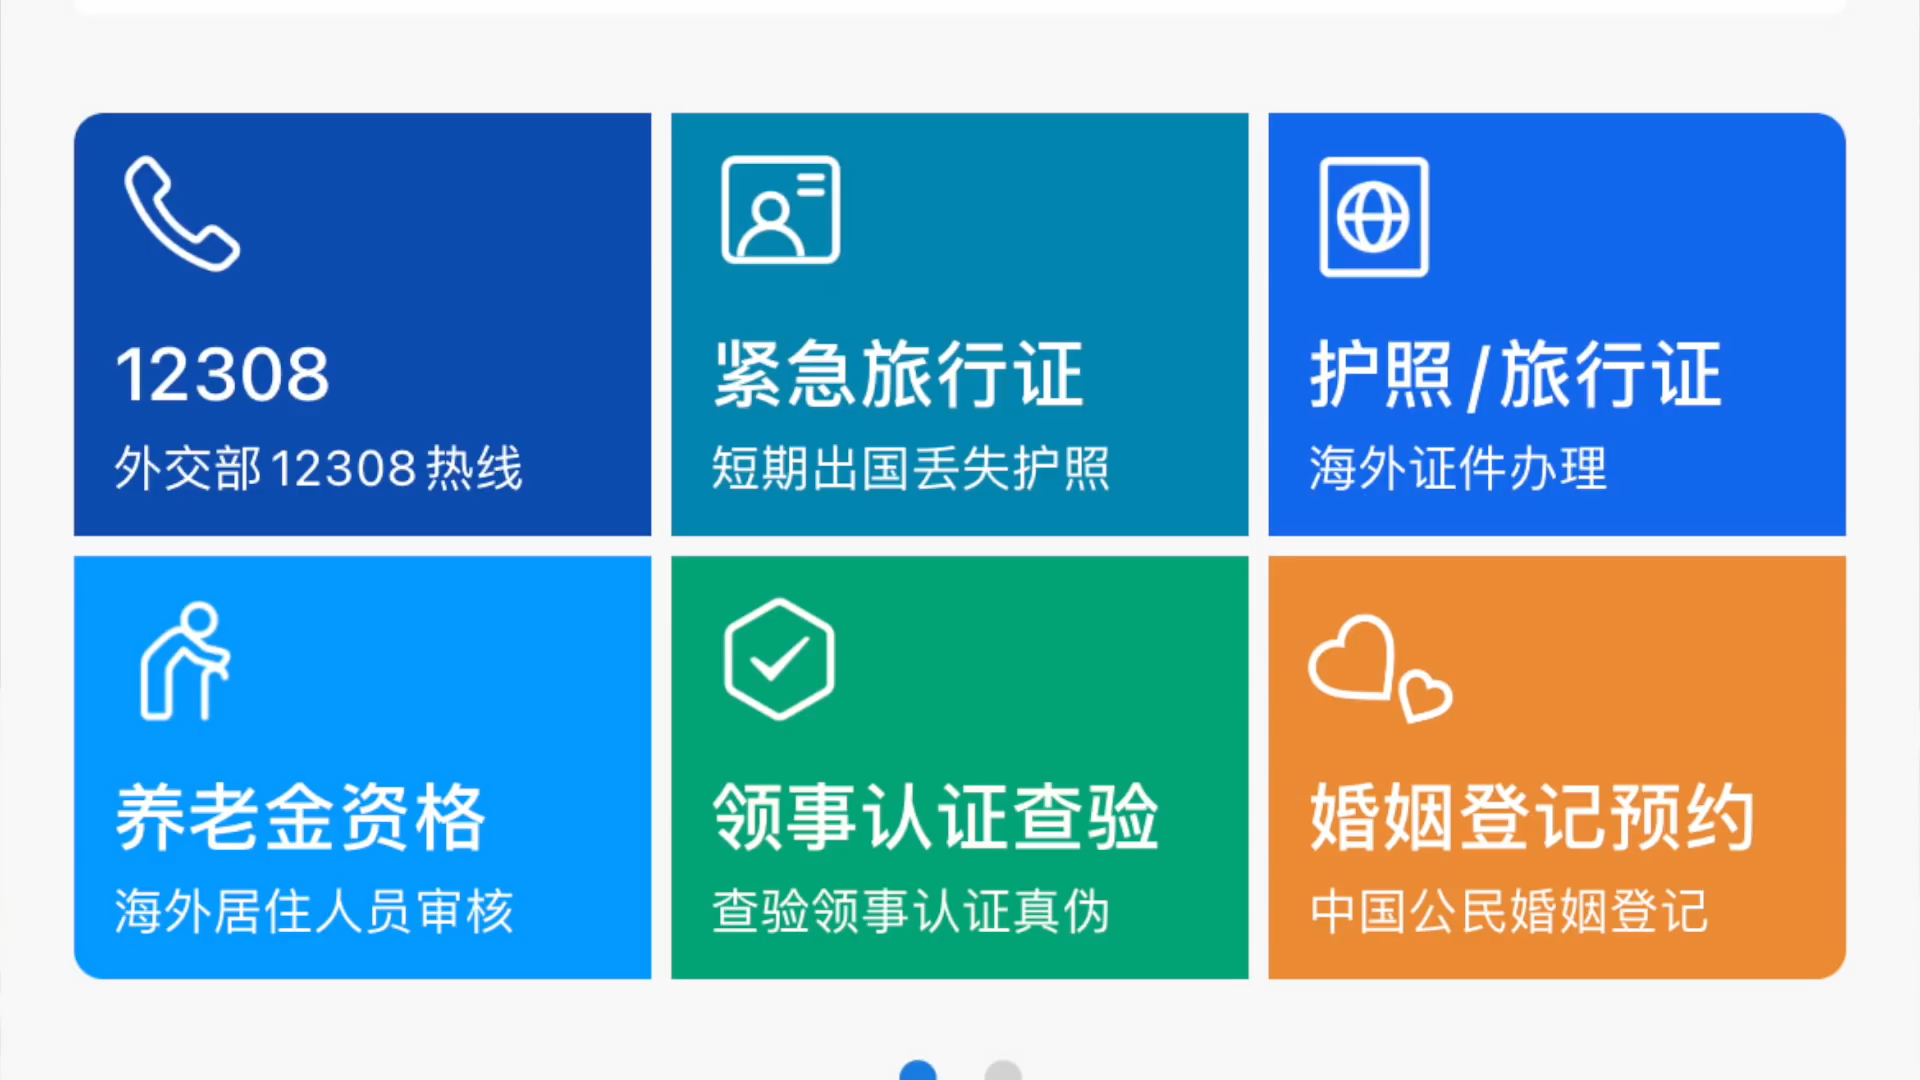 12308
外交部12308热线
紧急旅行证
短期出国丢失护照
护照/旅行证
海外证件办理
养老金资格
海外居住人员审核
领事认证查验
查验领事认证真伪
婚姻登记预约
中国公民婚姻登记